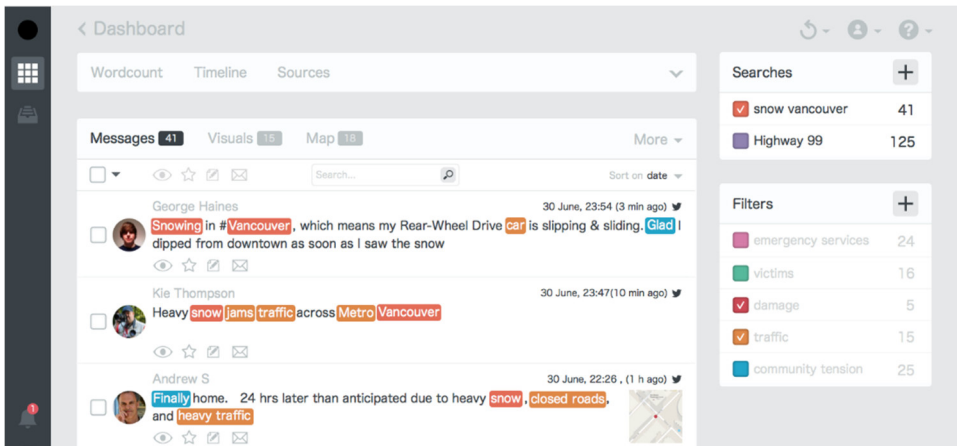 < Dashboard
Wordcount Timeline Sources
Messages 41 Visuals 15 Map 18 More
Search... Sort on date
George Haines 30 June, 23:54 (3 min ago)
Snowing in #Vancouver, which means my Rear-Wheel Drive car is slipping & sliding. Glad I
dipped from downtown as soon as I saw the snow
Kie Thompson 30 June, 23:47(10 min ago)
Heavy snow jams traffic across Metro Vancouver
Andrew S 30 June, 22:26 , (1 h ago)
Finally home. 24 hrs later than anticipated due to heavy snow, closed roads,
and heavy traffic
1
Searches +
snow vancouver 41
Highway 99 125
Filters +
emergency services 24
victims 16
damage 5
traffic 15
community tension 25